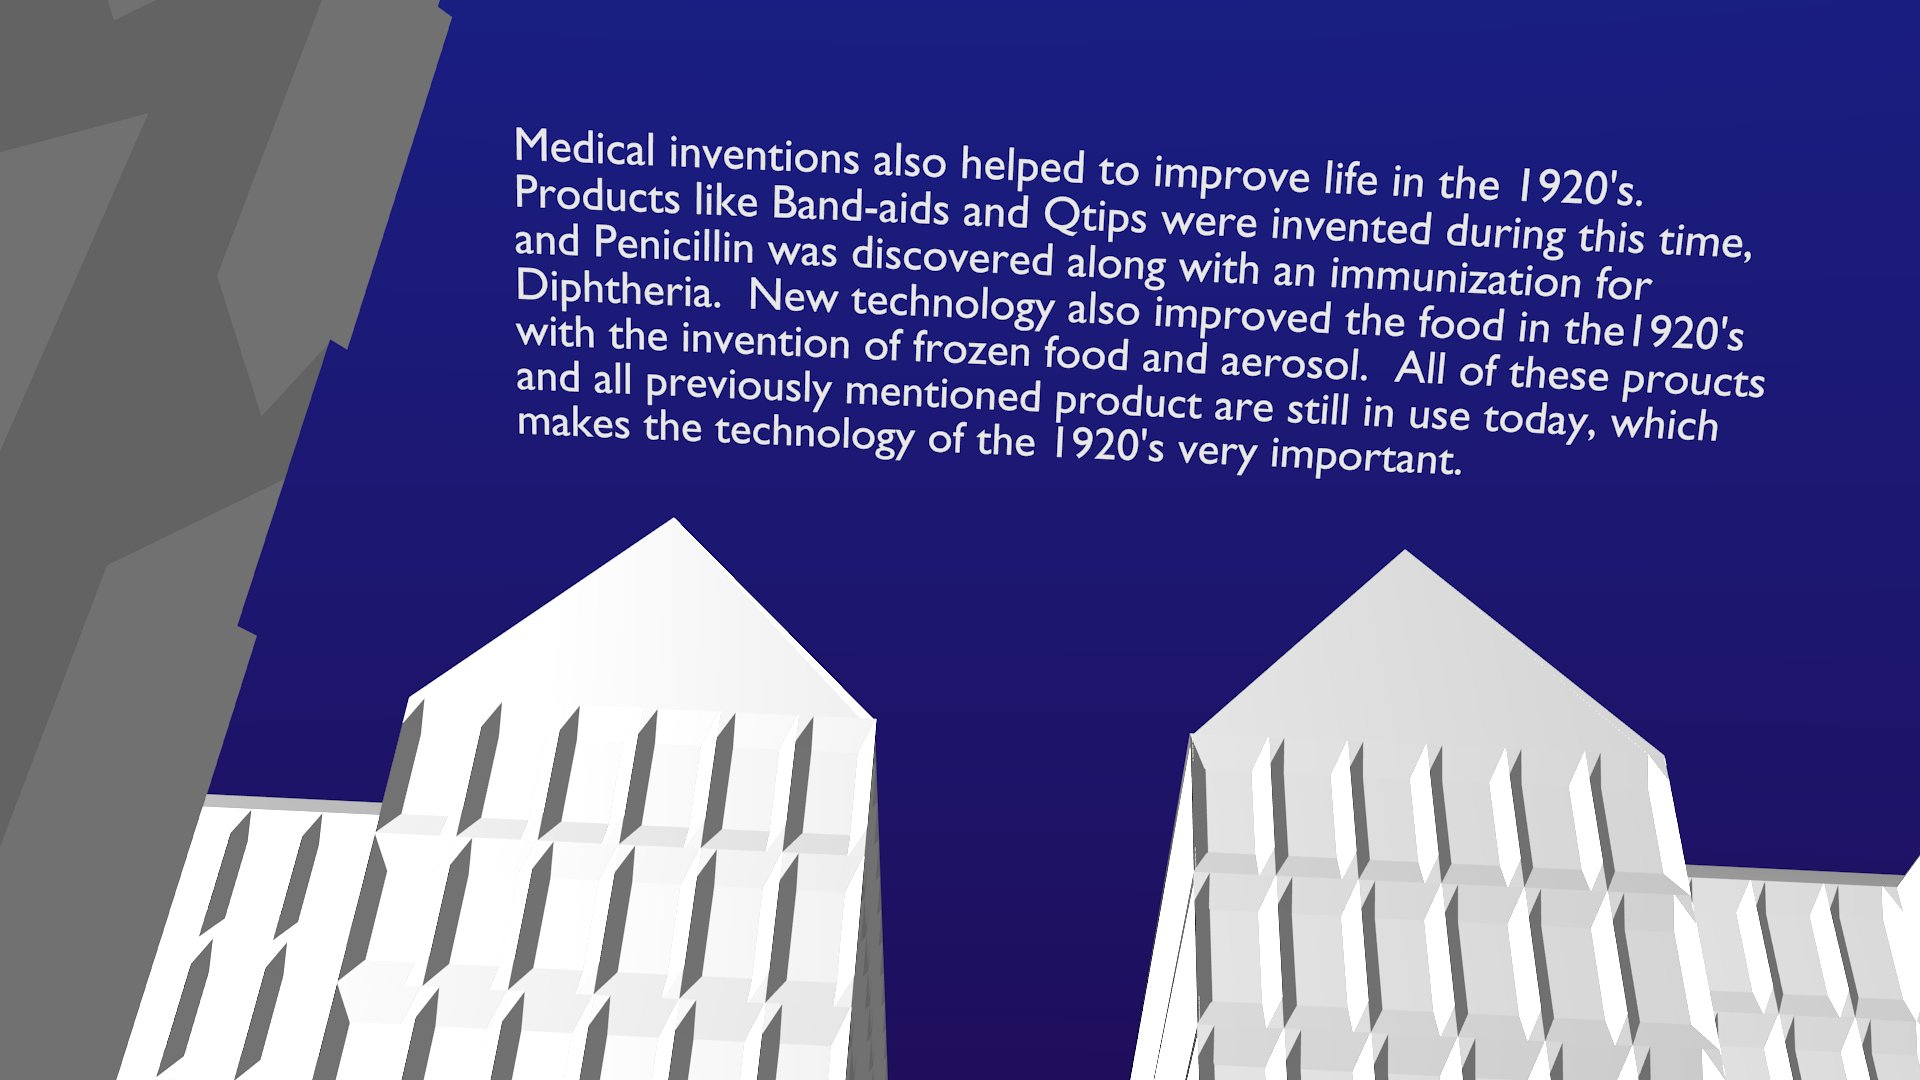 Medical inventions also helped to improve life in the 1920's.
Products like Band-aids and Qtips were invented during this time,
and Penicillin was discovered along with an immunization for
Diphtheria.  New technology also improved the food in the1920's
with the invention of frozen food and aerosol.  All of these proucts
and all previously mentioned product are still in use today, which
makes the technology of the 1920's very important.